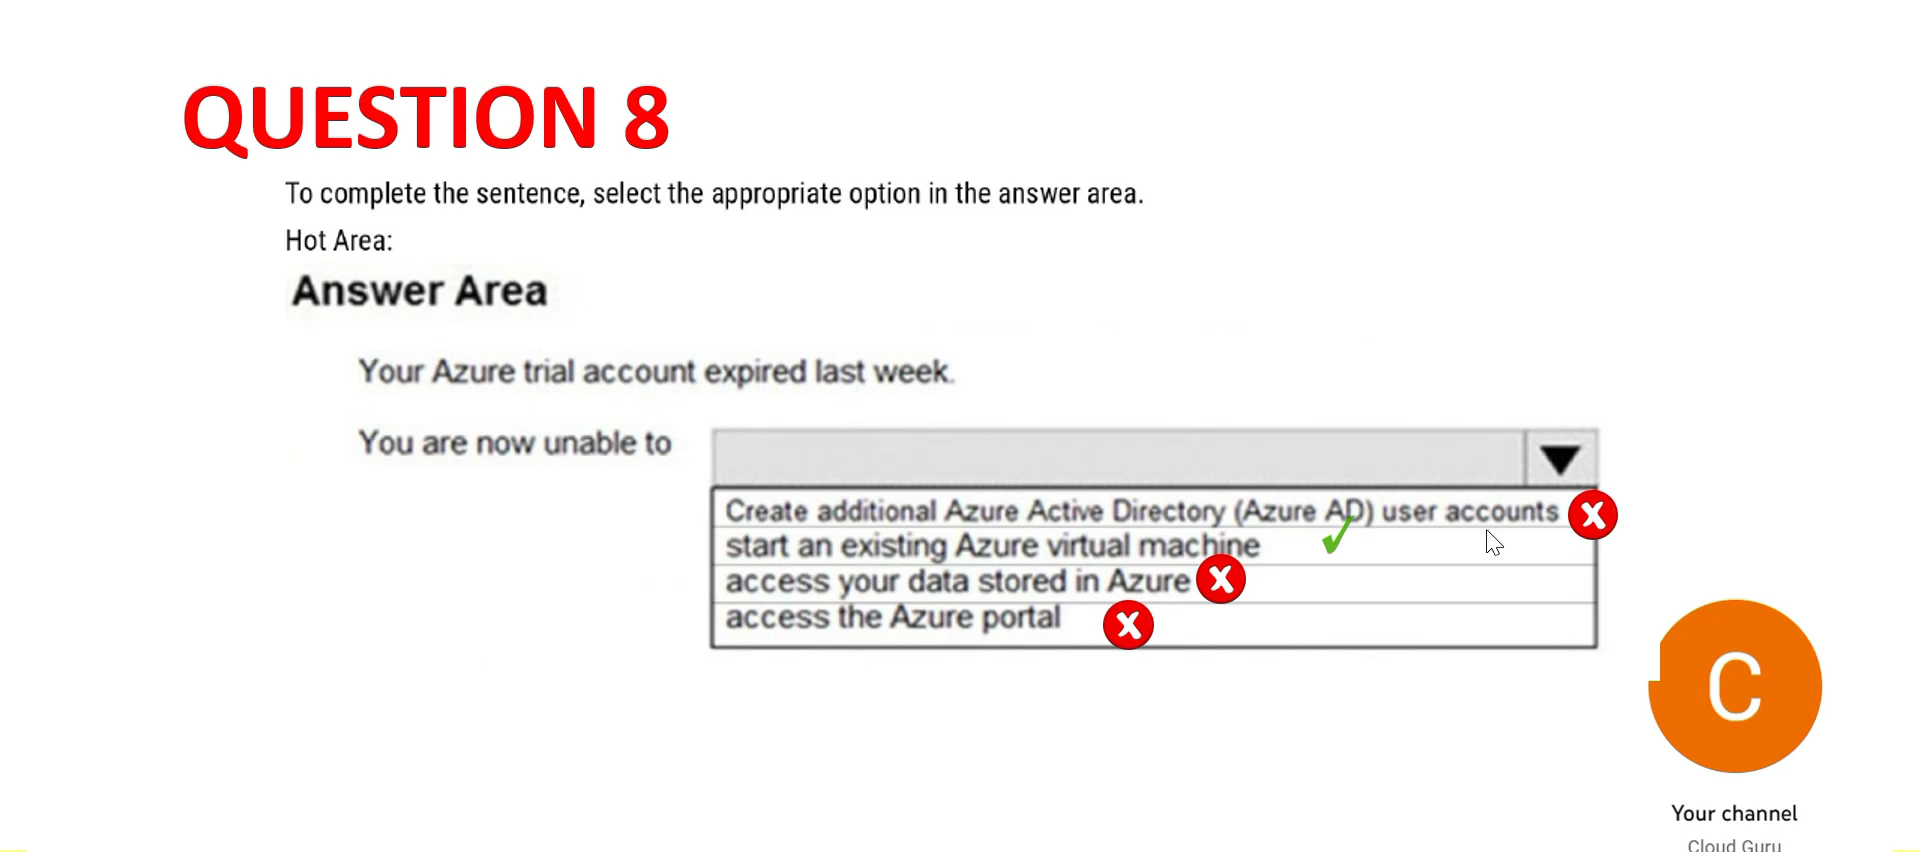 QUESTION 8
To complete the sentence, select the appropriate option in the answer area.
Hot Area:
Answer Area
Your Azure trial account expired last week.
You are now unable to
Create additional Azure Active Directory (Azure AD) user accounts
start an existing Azure virtual machine
access your data stored in Azure
access the Azure portal
C
Your channel
Cloud Guru